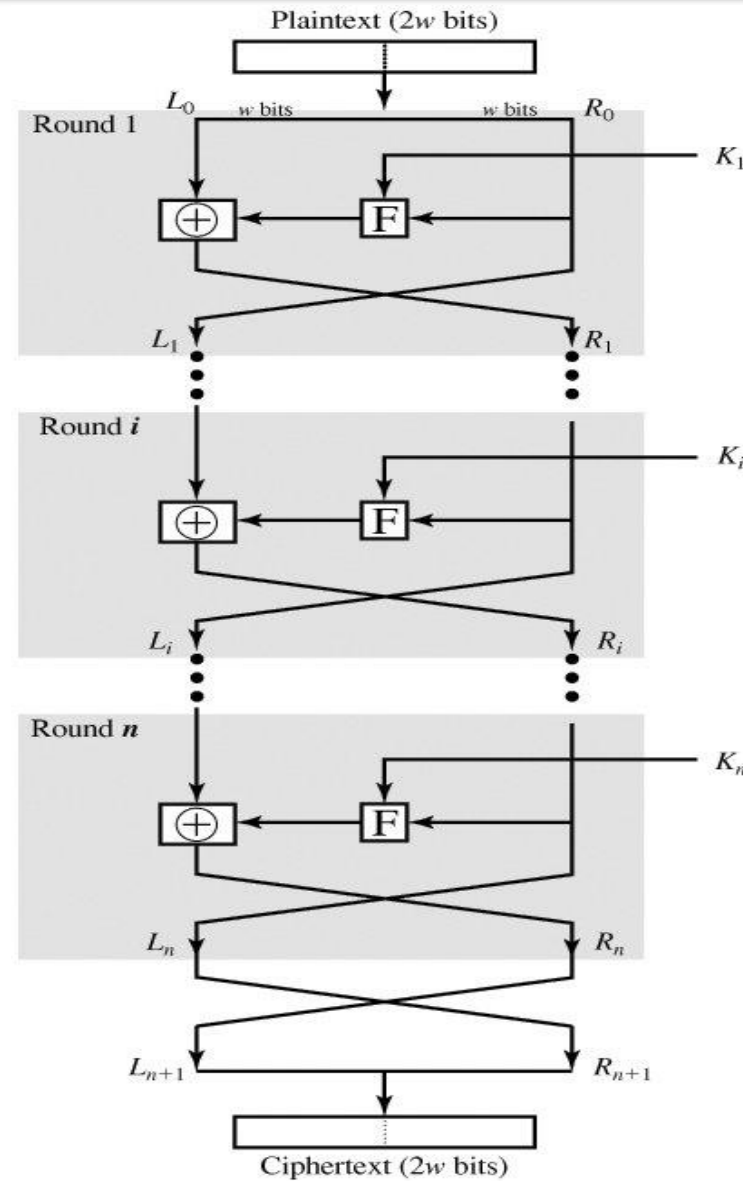 Plaintext (2w bits)
L₀ w bits w bits R₀
Round 1
K₁
F
L₁ R₁
Round i
Kᵢ
F
Lᵢ Rᵢ
Round n
Kₙ
F
Lₙ Rₙ
Lₙ₊₁ Rₙ₊₁
Ciphertext (2w bits)